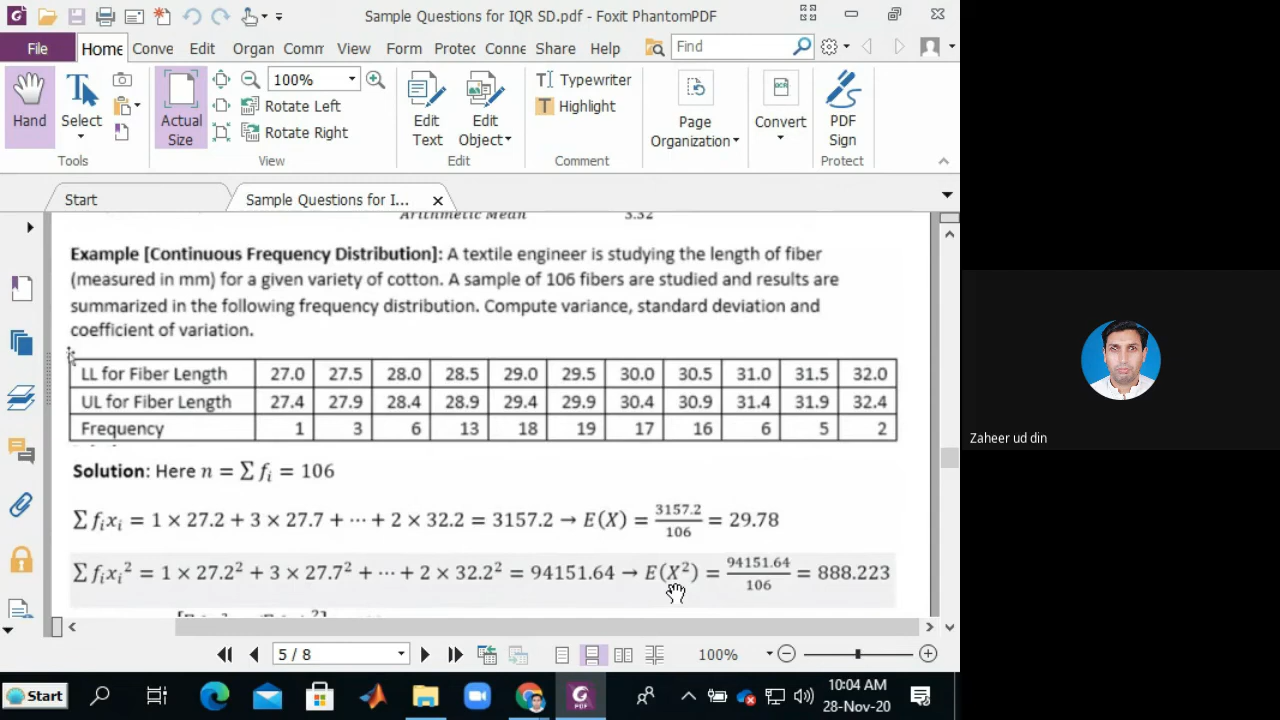 Sample Questions for IQR SD.pdf - Foxit PhantomPDF
File Home Conve Edit Organ Comm View Form Protec Conne Share Help Find
Hand
Select
Actual Size
100%
Rotate Left
Rotate Right
Edit Text
Edit Object
Typewriter
Highlight
Page Organization
Convert
PDF Sign
Tools View Edit Comment Protect
Start Sample Questions for I...
Arithmetic Mean 3.32
Example [Continuous Frequency Distribution]: A textile engineer is studying the length of fiber
(measured in mm) for a given variety of cotton. A sample of 106 fibers are studied and results are
summarized in the following frequency distribution. Compute variance, standard deviation and
coefficient of variation.
LL for Fiber Length 27.0 27.5 28.0 28.5 29.0 29.5 30.0 30.5 31.0 31.5 32.0
UL for Fiber Length 27.4 27.9 28.4 28.9 29.4 29.9 30.4 30.9 31.4 31.9 32.4
Frequency 1 3 6 13 18 19 17 16 6 5 2
Solution: Here n = ∑ fᵢ = 106
∑ fᵢxᵢ = 1 × 27.2 + 3 × 27.7 + ⋯ + 2 × 32.2 = 3157.2 → E(X) = 3157.2/106 = 29.78
∑ fᵢxᵢ² = 1 × 27.2² + 3 × 27.7² + ⋯ + 2 × 32.2² = 94151.64 → E(X²) = 94151.64/106 = 888.223
5 / 8 100%
Start
10:04 AM
28-Nov-20
Zaheer ud din